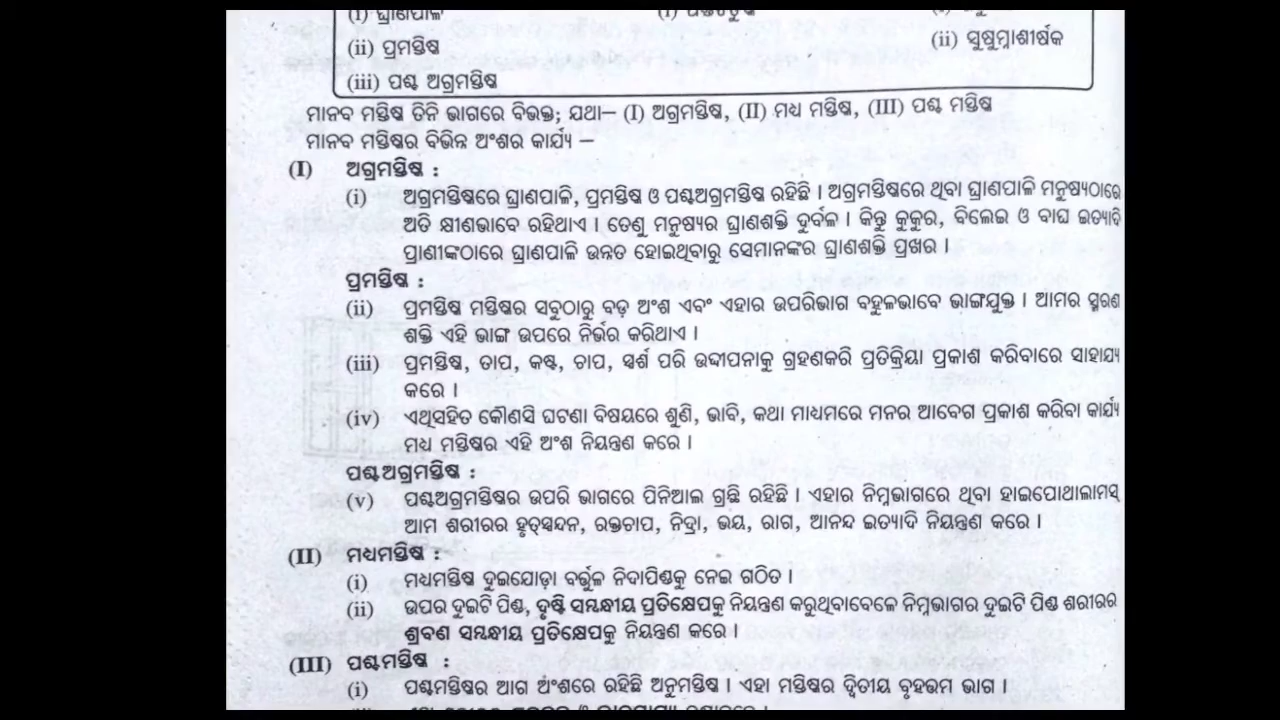 (i) ଘ୍ରାଣପାଳି
(ii) ପ୍ରମସ୍ତିଷ୍କ (ii) ସୁଷୁମ୍ନାଶୀର୍ଷକ
(iii) ପଶ୍ଚ ଅଗ୍ରମସ୍ତିଷ୍କ
ମାନବ ମସ୍ତିଷ୍କ ତିନି ଭାଗରେ ବିଭକ୍ତ; ଯଥା– (I) ଅଗ୍ରମସ୍ତିଷ୍କ, (II) ମଧ୍ୟ ମସ୍ତିଷ୍କ, (III) ପଶ୍ଚ ମସ୍ତିଷ୍କ
ମାନବ ମସ୍ତିଷ୍କର ବିଭିନ୍ନ ଅଂଶର କାର୍ଯ୍ୟ –
(I) ଅଗ୍ରମସ୍ତିଷ୍କ :
(i) ଅଗ୍ରମସ୍ତିଷ୍କରେ ଘ୍ରାଣପାଳି, ପ୍ରମସ୍ତିଷ୍କ ଓ ପଶ୍ଚଅଗ୍ରମସ୍ତିଷ୍କ ରହିଛି । ଅଗ୍ରମସ୍ତିଷ୍କରେ ଥିବା ଘ୍ରାଣପାଳି ମନୁଷ୍ୟଠାରେ
ଅତି କ୍ଷୀଣଭାବେ ରହିଥାଏ । ତେଣୁ ମନୁଷ୍ୟର ଘ୍ରାଣଶକ୍ତି ଦୁର୍ବଳ । କିନ୍ତୁ କୁକୁର, ବିଲେଇ ଓ ବାଘ ଇତ୍ୟାଦି
ପ୍ରାଣୀଙ୍କଠାରେ ଘ୍ରାଣପାଳି ଉନ୍ନତ ହୋଇଥିବାରୁ ସେମାନଙ୍କର ଘ୍ରାଣଶକ୍ତି ପ୍ରଖର ।
ପ୍ରମସ୍ତିଷ୍କ :
(ii) ପ୍ରମସ୍ତିଷ୍କ ମସ୍ତିଷ୍କର ସବୁଠାରୁ ବଡ଼ ଅଂଶ ଏବଂ ଏହାର ଉପରିଭାଗ ବହୁଳଭାବେ ଭାଙ୍ଗଯୁକ୍ତ । ଆମର ସ୍ମରଣ
ଶକ୍ତି ଏହି ଭାଙ୍ଗ ଉପରେ ନିର୍ଭର କରିଥାଏ ।
(iii) ପ୍ରମସ୍ତିଷ୍କ, ତାପ, କଷ୍ଟ, ଚାପ, ସ୍ପର୍ଶ ପରି ଉଦ୍ଦୀପନାକୁ ଗ୍ରହଣକରି ପ୍ରତିକ୍ରିୟା ପ୍ରକାଶ କରିବାରେ ସାହାଯ୍ୟ
କରେ ।
(iv) ଏଥିସହିତ କୌଣସି ଘଟଣା ବିଷୟରେ ଶୁଣି, ଭାବି, କଥା ମାଧ୍ୟମରେ ମନର ଆବେଗ ପ୍ରକାଶ କରିବା କାର୍ଯ୍ୟ
ମଧ୍ୟ ମସ୍ତିଷ୍କର ଏହି ଅଂଶ ନିୟନ୍ତ୍ରଣ କରେ ।
ପଶ୍ଚଅଗ୍ରମସ୍ତିଷ୍କ :
(v) ପଶ୍ଚଅଗ୍ରମସ୍ତିଷ୍କର ଉପରି ଭାଗରେ ପିନିଆଲ ଗ୍ରନ୍ଥି ରହିଛି । ଏହାର ନିମ୍ନଭାଗରେ ଥିବା ହାଇପୋଥାଲାମସ୍
ଆମ ଶରୀରର ହୃତ୍‌ସ୍ପନ୍ଦନ, ରକ୍ତଚାପ, ନିଦ୍ରା, ଭୟ, ରାଗ, ଆନନ୍ଦ ଇତ୍ୟାଦି ନିୟନ୍ତ୍ରଣ କରେ ।
(II) ମଧ୍ୟମସ୍ତିଷ୍କ :
(i) ମଧ୍ୟମସ୍ତିଷ୍କ ଦୁଇଯୋଡ଼ା ବର୍ତ୍ତୁଳ ନିଦାପିଣ୍ଡକୁ ନେଇ ଗଠିତ ।
(ii) ଉପର ଦୁଇଟି ପିଣ୍ଡ, ଦୃଷ୍ଟି ସମ୍ବନ୍ଧୀୟ ପ୍ରତିକ୍ଷେପକୁ ନିୟନ୍ତ୍ରଣ କରୁଥିବାବେଳେ ନିମ୍ନଭାଗର ଦୁଇଟି ପିଣ୍ଡ ଶରୀରର
ଶ୍ରବଣ ସମ୍ବନ୍ଧୀୟ ପ୍ରତିକ୍ଷେପକୁ ନିୟନ୍ତ୍ରଣ କରେ ।
(III) ପଶ୍ଚମସ୍ତିଷ୍କ :
(i) ପଶ୍ଚମସ୍ତିଷ୍କର ଆଗ ଅଂଶରେ ରହିଛି ଅନୁମସ୍ତିଷ୍କ । ଏହା ମସ୍ତିଷ୍କର ଦ୍ୱିତୀୟ ବୃହତ୍ତମ ଭାଗ ।